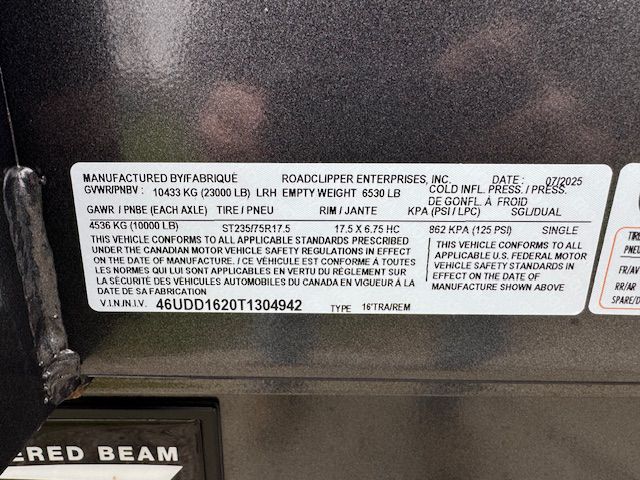 MANUFACTURED BY/FABRIQUÉ ROADCLIPPER ENTERPRISES, INC. DATE: 07/2025
GVWR/PNBV: 10433 KG (23000 LB) LRH EMPTY WEIGHT 6530 LB COLD INFL. PRESS./PRESS.
DE GONFL. À FROID
GAWR / PNBE (EACH AXLE) TIRE / PNEU RIM / JANTE KPA (PSI / LPC) SGL/DUAL
4536 KG (10000 LB) ST235/75R17.5 17.5 X 6.75 HC 862 KPA (125 PSI) SINGLE
THIS VEHICLE CONFORMS TO ALL APPLICABLE STANDARDS PRESCRIBED
UNDER THE CANADIAN MOTOR VEHICLE SAFETY REGULATIONS IN EFFECT
ON THE DATE OF MANUFACTURE. / CE VÉHICULE EST CONFORME À TOUTES
LES NORMES QUI LUI SONT APPLICABLES EN VERTU DU RÈGLEMENT SUR
LA SÉCURITÉ DES VÉHICULES AUTOMOBILES DU CANADA EN VIGUEUR À LA
DATE DE SA FABRICATION
THIS VEHICLE CONFORMS TO ALL
APPLICABLE U.S. FEDERAL MOTOR
VEHICLE SAFETY STANDARDS IN
EFFECT ON THE DATE OF
MANUFACTURE SHOWN ABOVE
V.I.N./N.I.V. 46UDD1620T1304942 TYPE 16'TRA/REM
FR/AV
RR/AR
SPARE/D
ERED BEAM